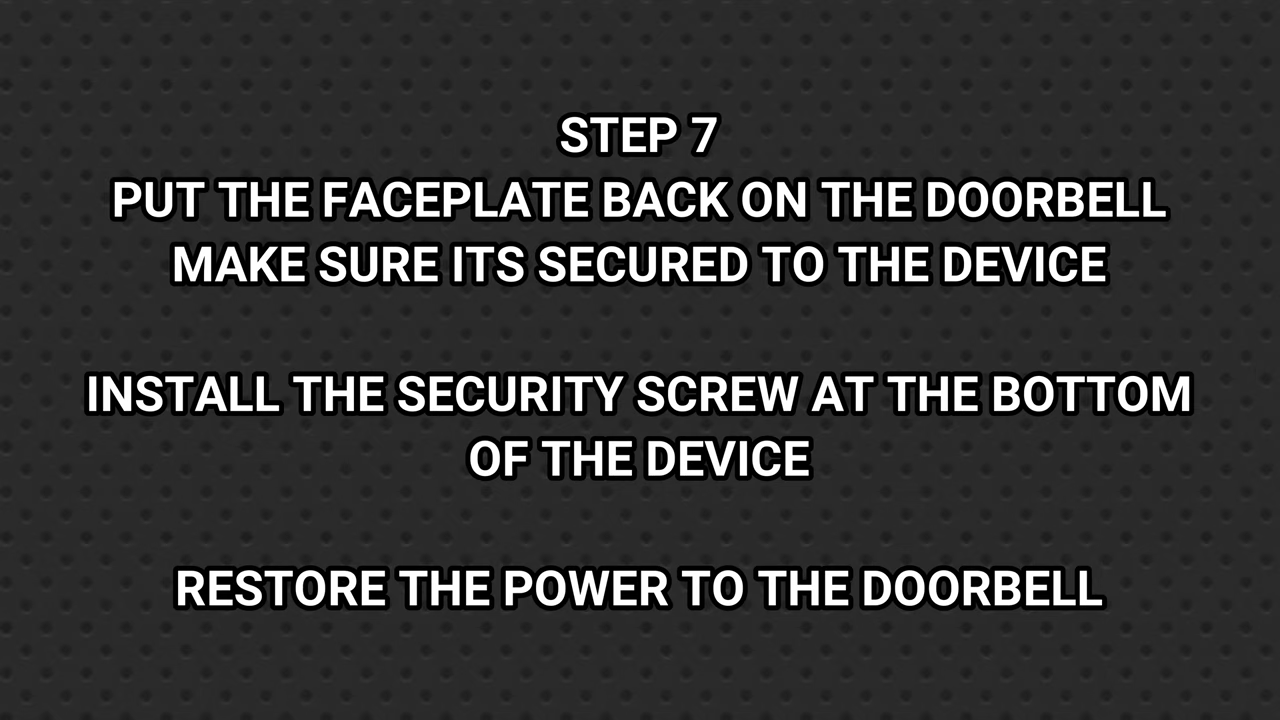 STEP 7
PUT THE FACEPLATE BACK ON THE DOORBELL
MAKE SURE ITS SECURED TO THE DEVICE
INSTALL THE SECURITY SCREW AT THE BOTTOM
OF THE DEVICE
RESTORE THE POWER TO THE DOORBELL